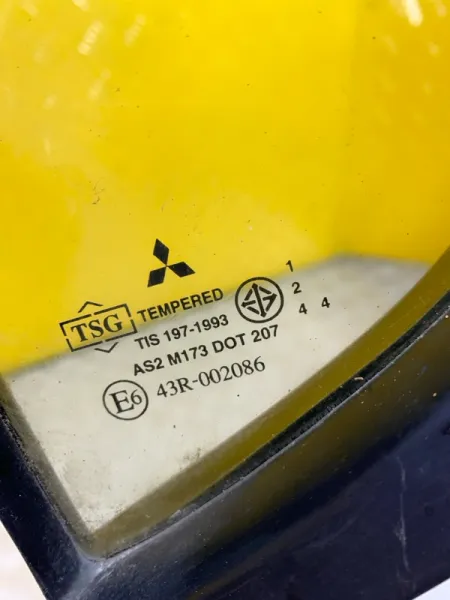 TSG TEMPERED
TIS 197-1993
AS2 M173 DOT 207
E6 43R-002086
1
2
4 4